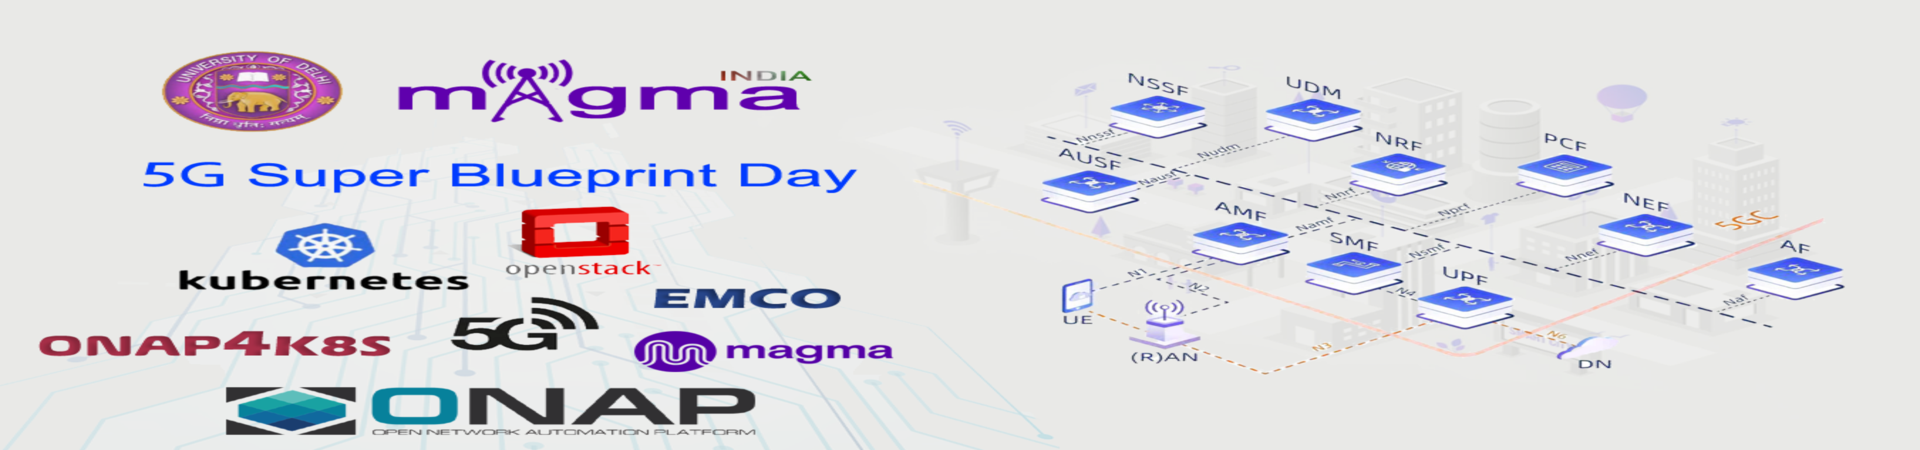 UNIVERSITY OF DELHI
INDIA
mAgma
5G Super Blueprint Day
kubernetes
openstack
EMCO
ONAP4K8S
5G
magma
ONAP
OPEN NETWORK AUTOMATION PLATFORM
NSSF
UDM
Nnssf
Nudm
NRF
PCF
AUSF
Nausf
Nnrf
Npcf
NEF
5GC
AMF
Namf
SMF
Nsmf
Nnef
AF
Naf
N1
N2
N4
UPF
UE
(R)AN
N3
N6
DN